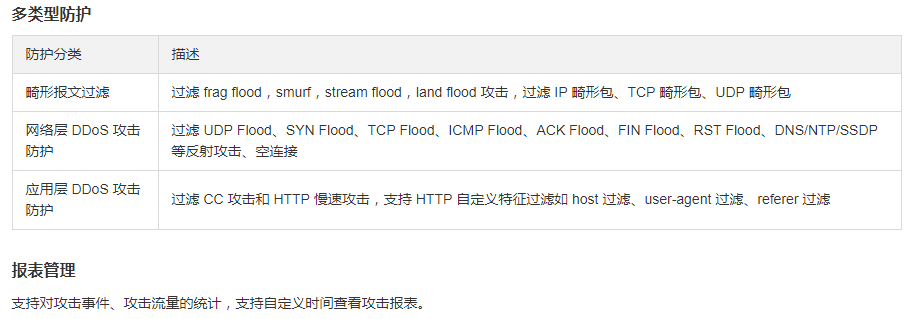 多类型防护
防护分类 描述
畸形报文过滤 过滤 frag flood，smurf，stream flood，land flood 攻击，过滤 IP 畸形包、TCP 畸形包、UDP 畸形包
网络层 DDoS 攻击
防护
过滤 UDP Flood、SYN Flood、TCP Flood、ICMP Flood、ACK Flood、FIN Flood、RST Flood、DNS/NTP/SSDP
等反射攻击、空连接
应用层 DDoS 攻击
防护
过滤 CC 攻击和 HTTP 慢速攻击，支持 HTTP 自定义特征过滤如 host 过滤、user-agent 过滤、referer 过滤
报表管理
支持对攻击事件、攻击流量的统计，支持自定义时间查看攻击报表。